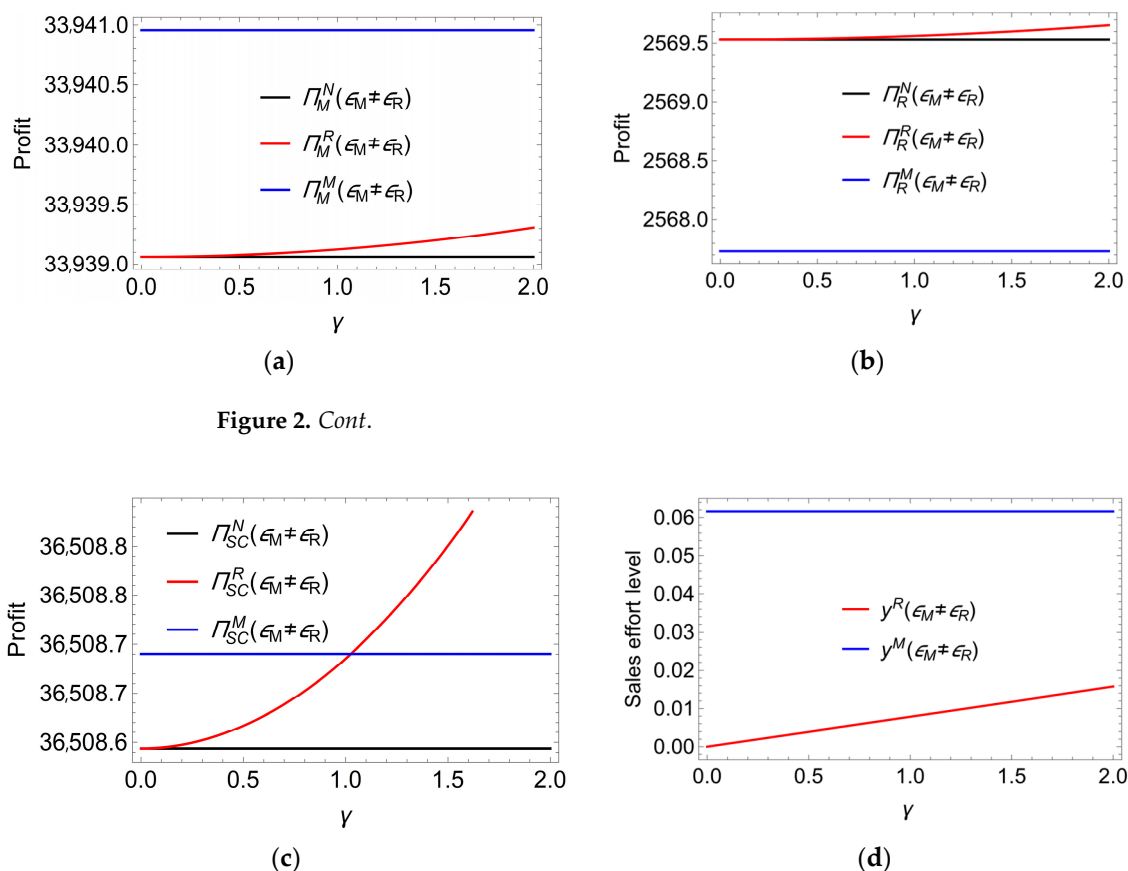 33,941.0
33,940.5
33,940.0
33,939.5
33,939.0
Profit
Π_M^N(ϵ_M≠ϵ_R)
Π_M^R(ϵ_M≠ϵ_R)
Π_M^M(ϵ_M≠ϵ_R)
0.0 0.5 1.0 1.5 2.0
γ
(a)
2569.5
2569.0
2568.5
2568.0
Profit
Π_R^N(ϵ_M≠ϵ_R)
Π_R^R(ϵ_M≠ϵ_R)
Π_R^M(ϵ_M≠ϵ_R)
0.0 0.5 1.0 1.5 2.0
γ
(b)
Figure 2. Cont.
36,508.8
36,508.8
36,508.7
36,508.7
36,508.6
Profit
Π_SC^N(ϵ_M≠ϵ_R)
Π_SC^R(ϵ_M≠ϵ_R)
Π_SC^M(ϵ_M≠ϵ_R)
0.0 0.5 1.0 1.5 2.0
γ
(c)
0.06
0.05
0.04
0.03
0.02
0.01
0.00
Sales effort level
y^R(ϵ_M≠ϵ_R)
y^M(ϵ_M≠ϵ_R)
0.0 0.5 1.0 1.5 2.0
γ
(d)